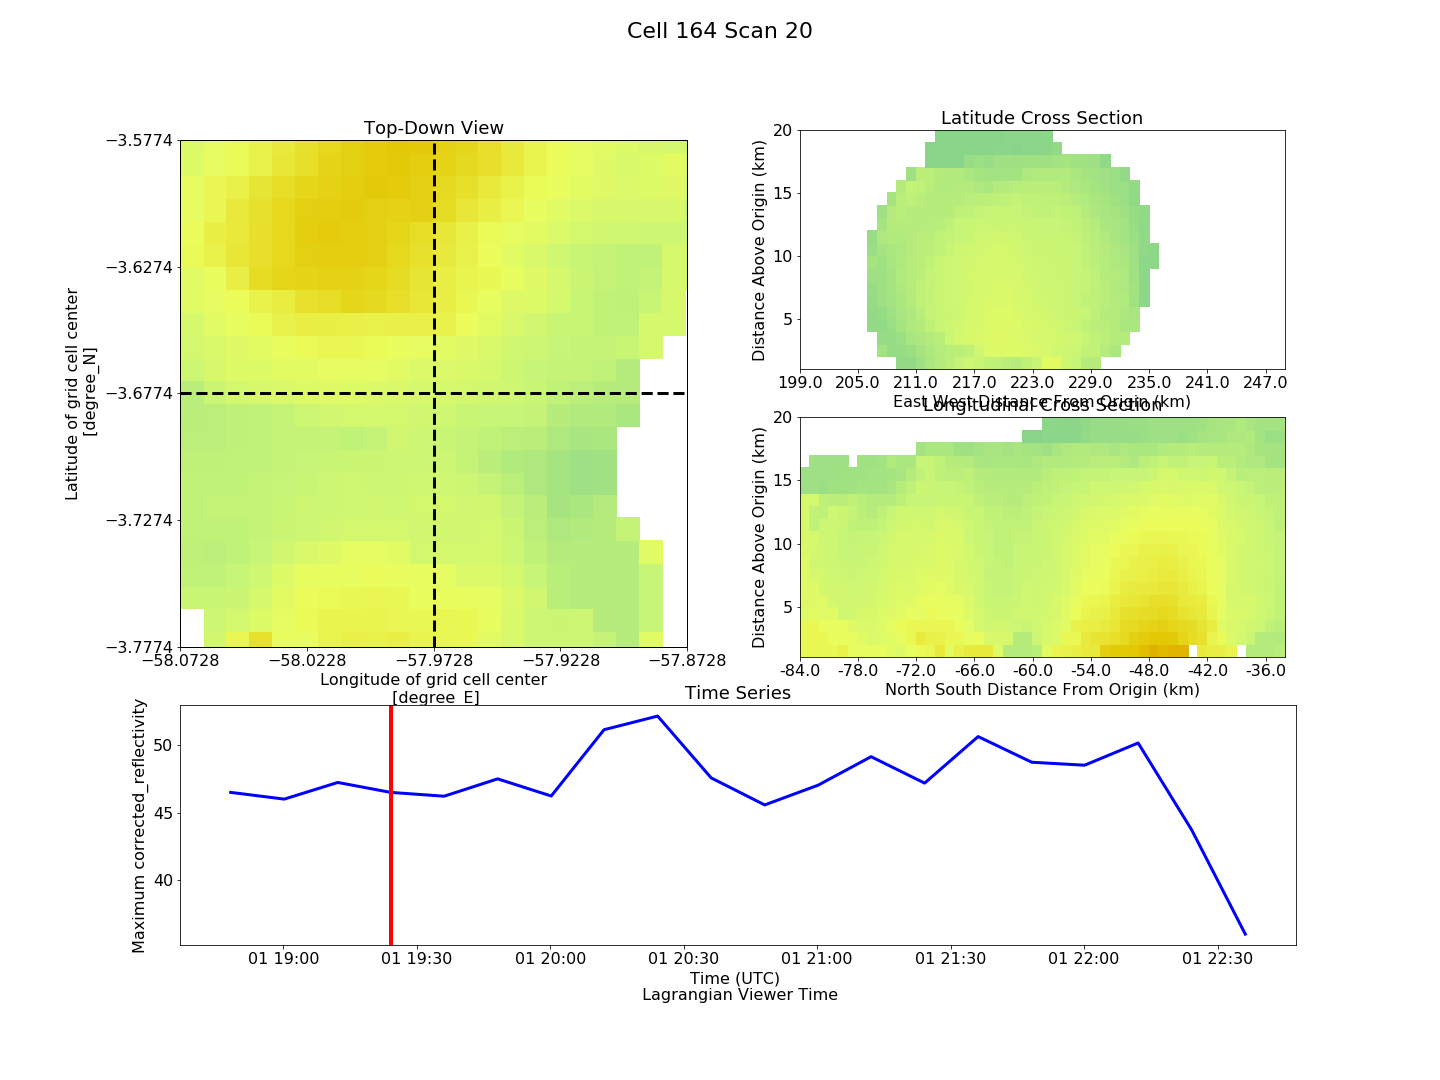 Cell 164 Scan 20
Top-Down View
−3.5774
−3.6274
−3.6774
−3.7274
−3.7774
Latitude of grid cell center
[degree_N]
−58.0728 −58.0228 −57.9728 −57.9228 −57.8728
Longitude of grid cell center
[degree_E]
Latitude Cross Section
20
15
10
5
Distance Above Origin (km)
199.0 205.0 211.0 217.0 223.0 229.0 235.0 241.0 247.0
East West Distance From Origin (km)
Longitudinal Cross Section
20
15
10
5
Distance Above Origin (km)
-84.0 -78.0 -72.0 -66.0 -60.0 -54.0 -48.0 -42.0 -36.0
North South Distance From Origin (km)
Time Series
50
45
40
Maximum corrected_reflectivity
01 19:00 01 19:30 01 20:00 01 20:30 01 21:00 01 21:30 01 22:00 01 22:30
Time (UTC)
Lagrangian Viewer Time